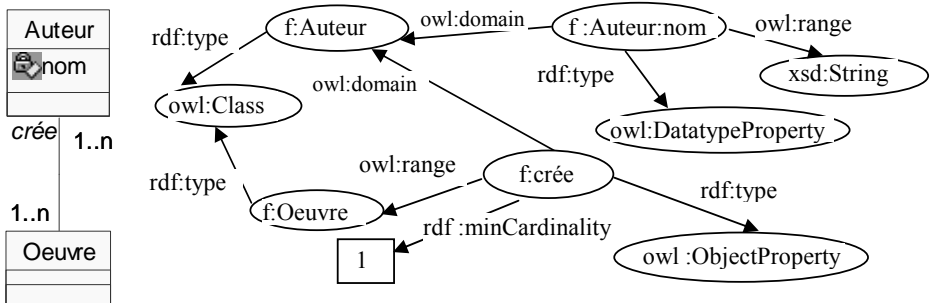 Auteur
nom
crée
1..n
1..n
Oeuvre
f:Auteur
owl:domain
f :Auteur:nom
owl:range
rdf:type
owl:domain
rdf:type
xsd:String
owl:Class
owl:DatatypeProperty
rdf:type
owl:range
f:crée
rdf:type
f:Oeuvre
rdf :minCardinality
1
owl :ObjectProperty